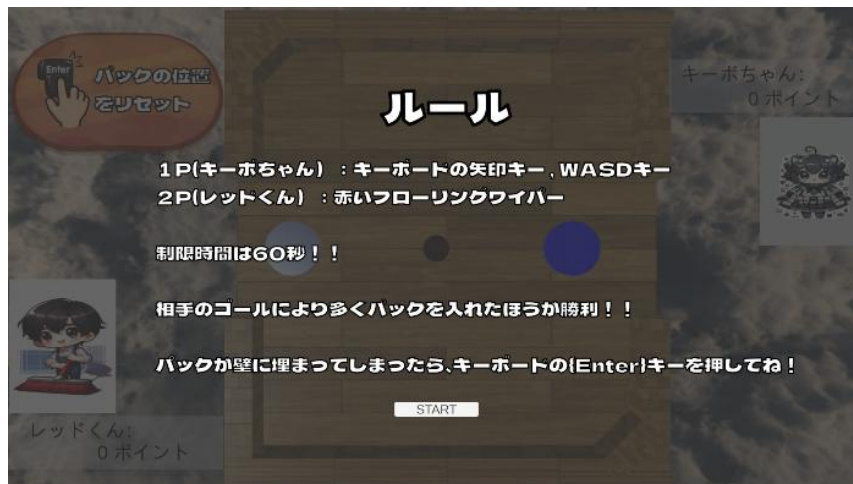 Enter
パックの位置
をリセット
キーボちゃん:
0 ポイント
ルール
1P(キーボちゃん) :キーボードの矢印キー,WASDキー
2P(レッドくん) :赤いフローリングワイパー
制限時間は60秒!!
相手のゴールにより多くパックを入れたほうが勝利!!
パックが壁に埋まってしまったら、キーボードの{Enter}キーを押してね!
START
レッドくん:
0 ポイント